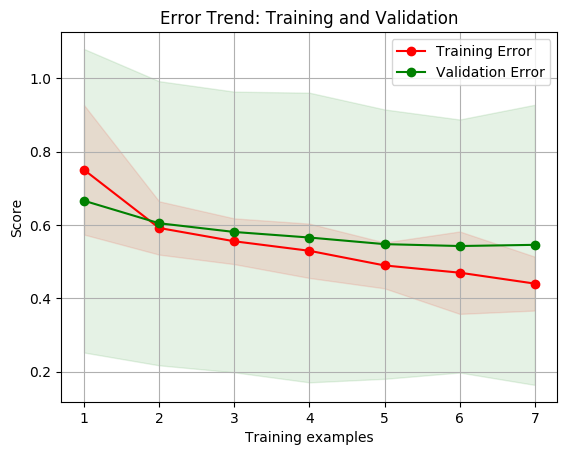 Error Trend: Training and Validation
Training Error
Validation Error
Score
1.0
0.8
0.6
0.4
0.2
1 2 3 4 5 6 7
Training examples